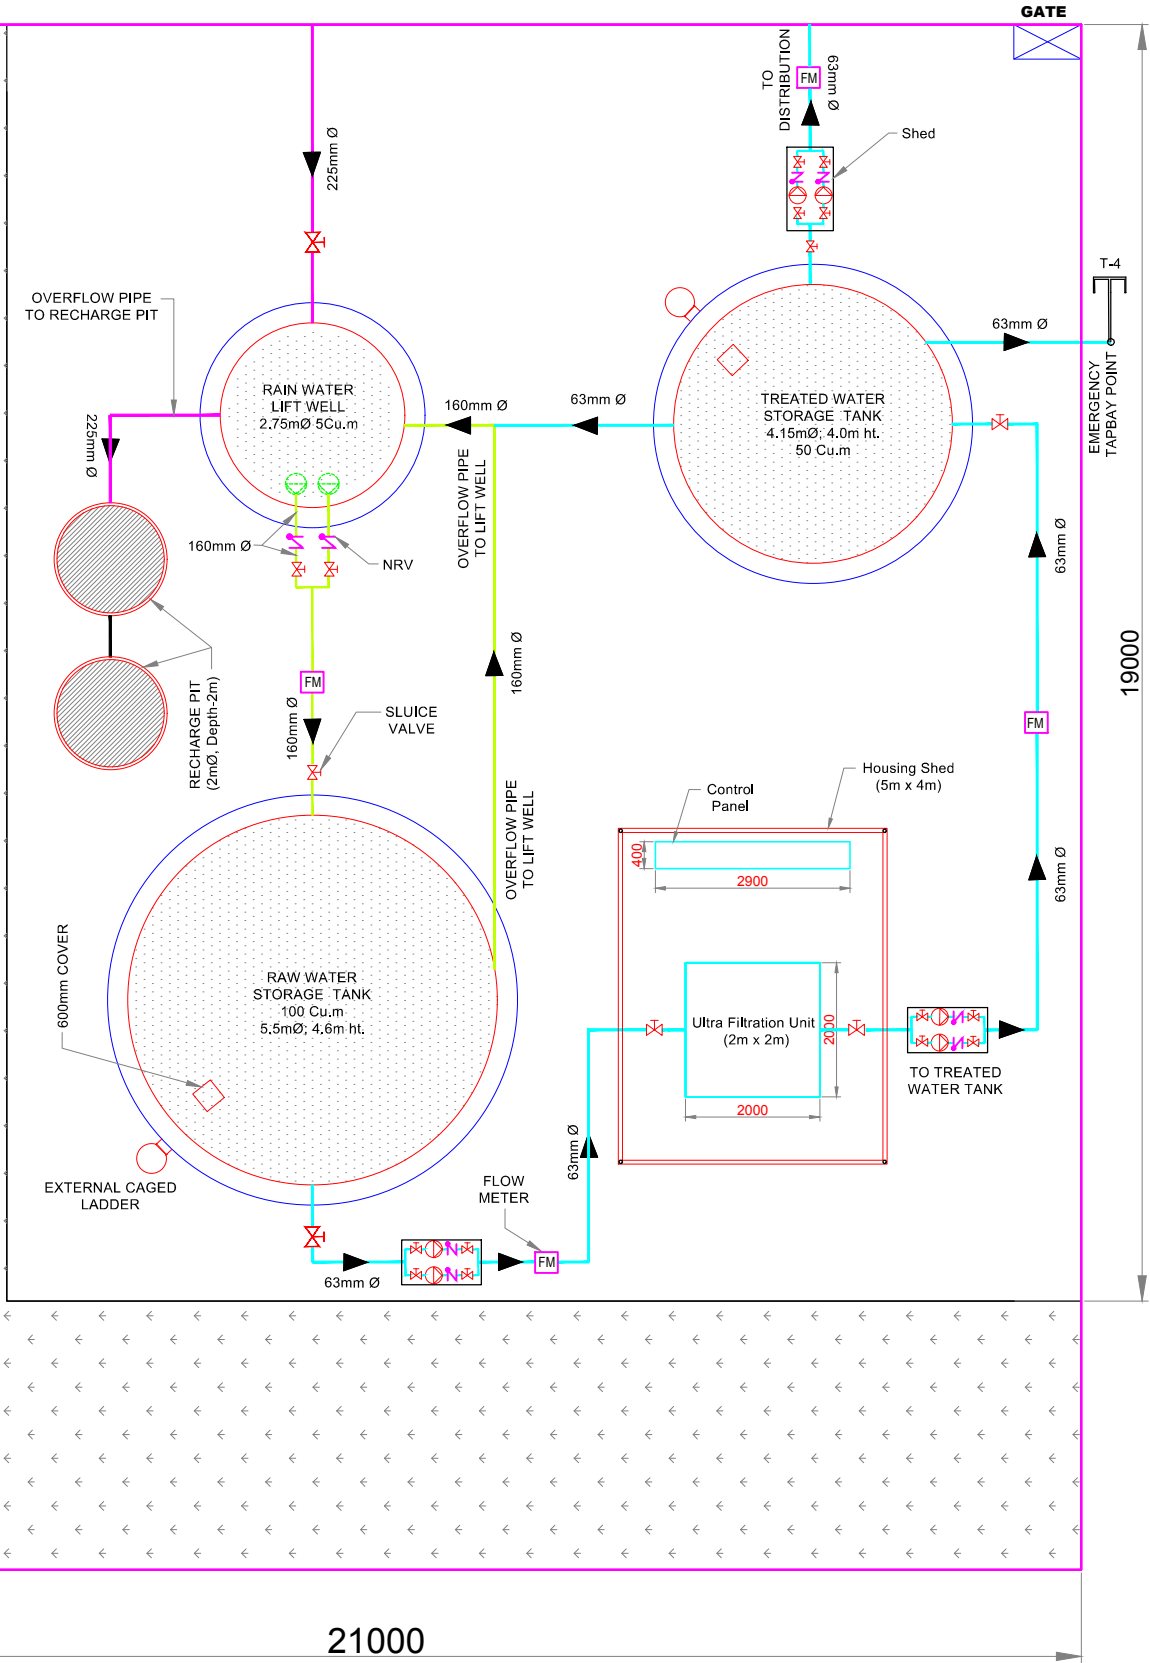 GATE
TO
DISTRIBUTION
63mm Ø
FM
Shed
225mm Ø
OVERFLOW PIPE
TO RECHARGE PIT
T-4
63mm Ø
EMERGENCY
TAPBAY POINT
RAIN WATER
LIFT WELL
2.75mØ 5Cu.m
160mm Ø
63mm Ø
TREATED WATER
STORAGE TANK
4.15mØ; 4.0m ht.
50 Cu.m
225mm Ø
OVERFLOW PIPE
TO LIFT WELL
160mm Ø
NRV
63mm Ø
19000
RECHARGE PIT
(2mØ, Depth-2m)
FM
160mm Ø
160mm Ø
SLUICE
VALVE
FM
Housing Shed
(5m x 4m)
Control
Panel
OVERFLOW PIPE
TO LIFT WELL
400
2900
63mm Ø
600mm COVER
RAW WATER
STORAGE TANK
100 Cu.m
5.5mØ; 4.6m ht.
Ultra Filtration Unit
(2m x 2m)
2000
2000
TO TREATED
WATER TANK
63mm Ø
EXTERNAL CAGED
LADDER
FLOW
METER
FM
63mm Ø
21000